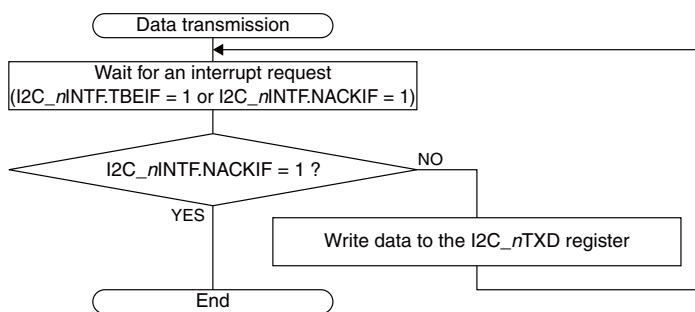 Data transmission
Wait for an interrupt request
(I2C_nINTF.TBEIF = 1 or I2C_nINTF.NACKIF = 1)
I2C_nINTF.NACKIF = 1 ?
NO
YES
Write data to the I2C_nTXD register
End